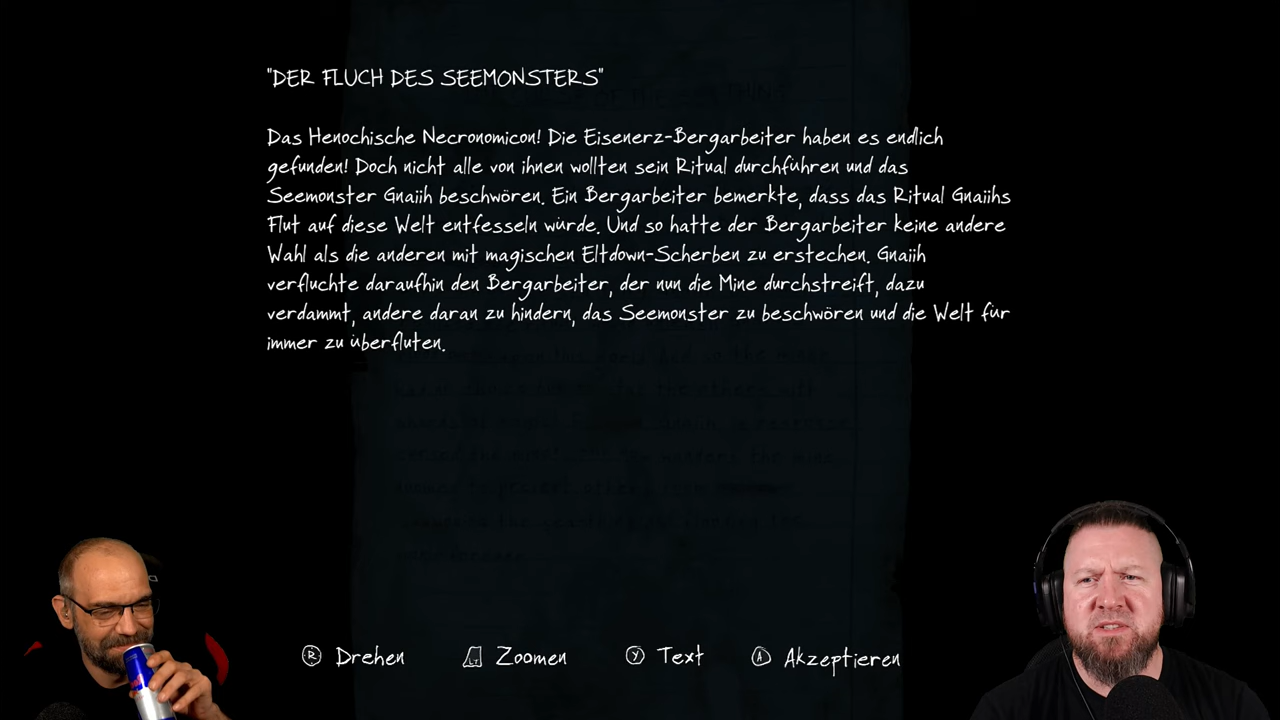 "DER FLUCH DES SEEMONSTERS"
Das Henochische Necronomicon! Die Eisenerz-Bergarbeiter haben es endlich
gefunden! Doch nicht alle von ihnen wollten sein Ritual durchführen und das
Seemonster Gnaiih beschwören. Ein Bergarbeiter bemerkte, dass das Ritual Gnaiihs
Flut auf diese Welt entfesseln würde. Und so hatte der Bergarbeiter keine andere
Wahl als die anderen mit magischen Eltdown-Scherben zu erstechen. Gnaiih
verfluchte daraufhin den Bergarbeiter, der nun die Mine durchstreift, dazu
verdammt, andere daran zu hindern, das Seemonster zu beschwören und die Welt für
immer zu überfluten.
R Drehen LT Zoomen Y Text A Akzeptieren